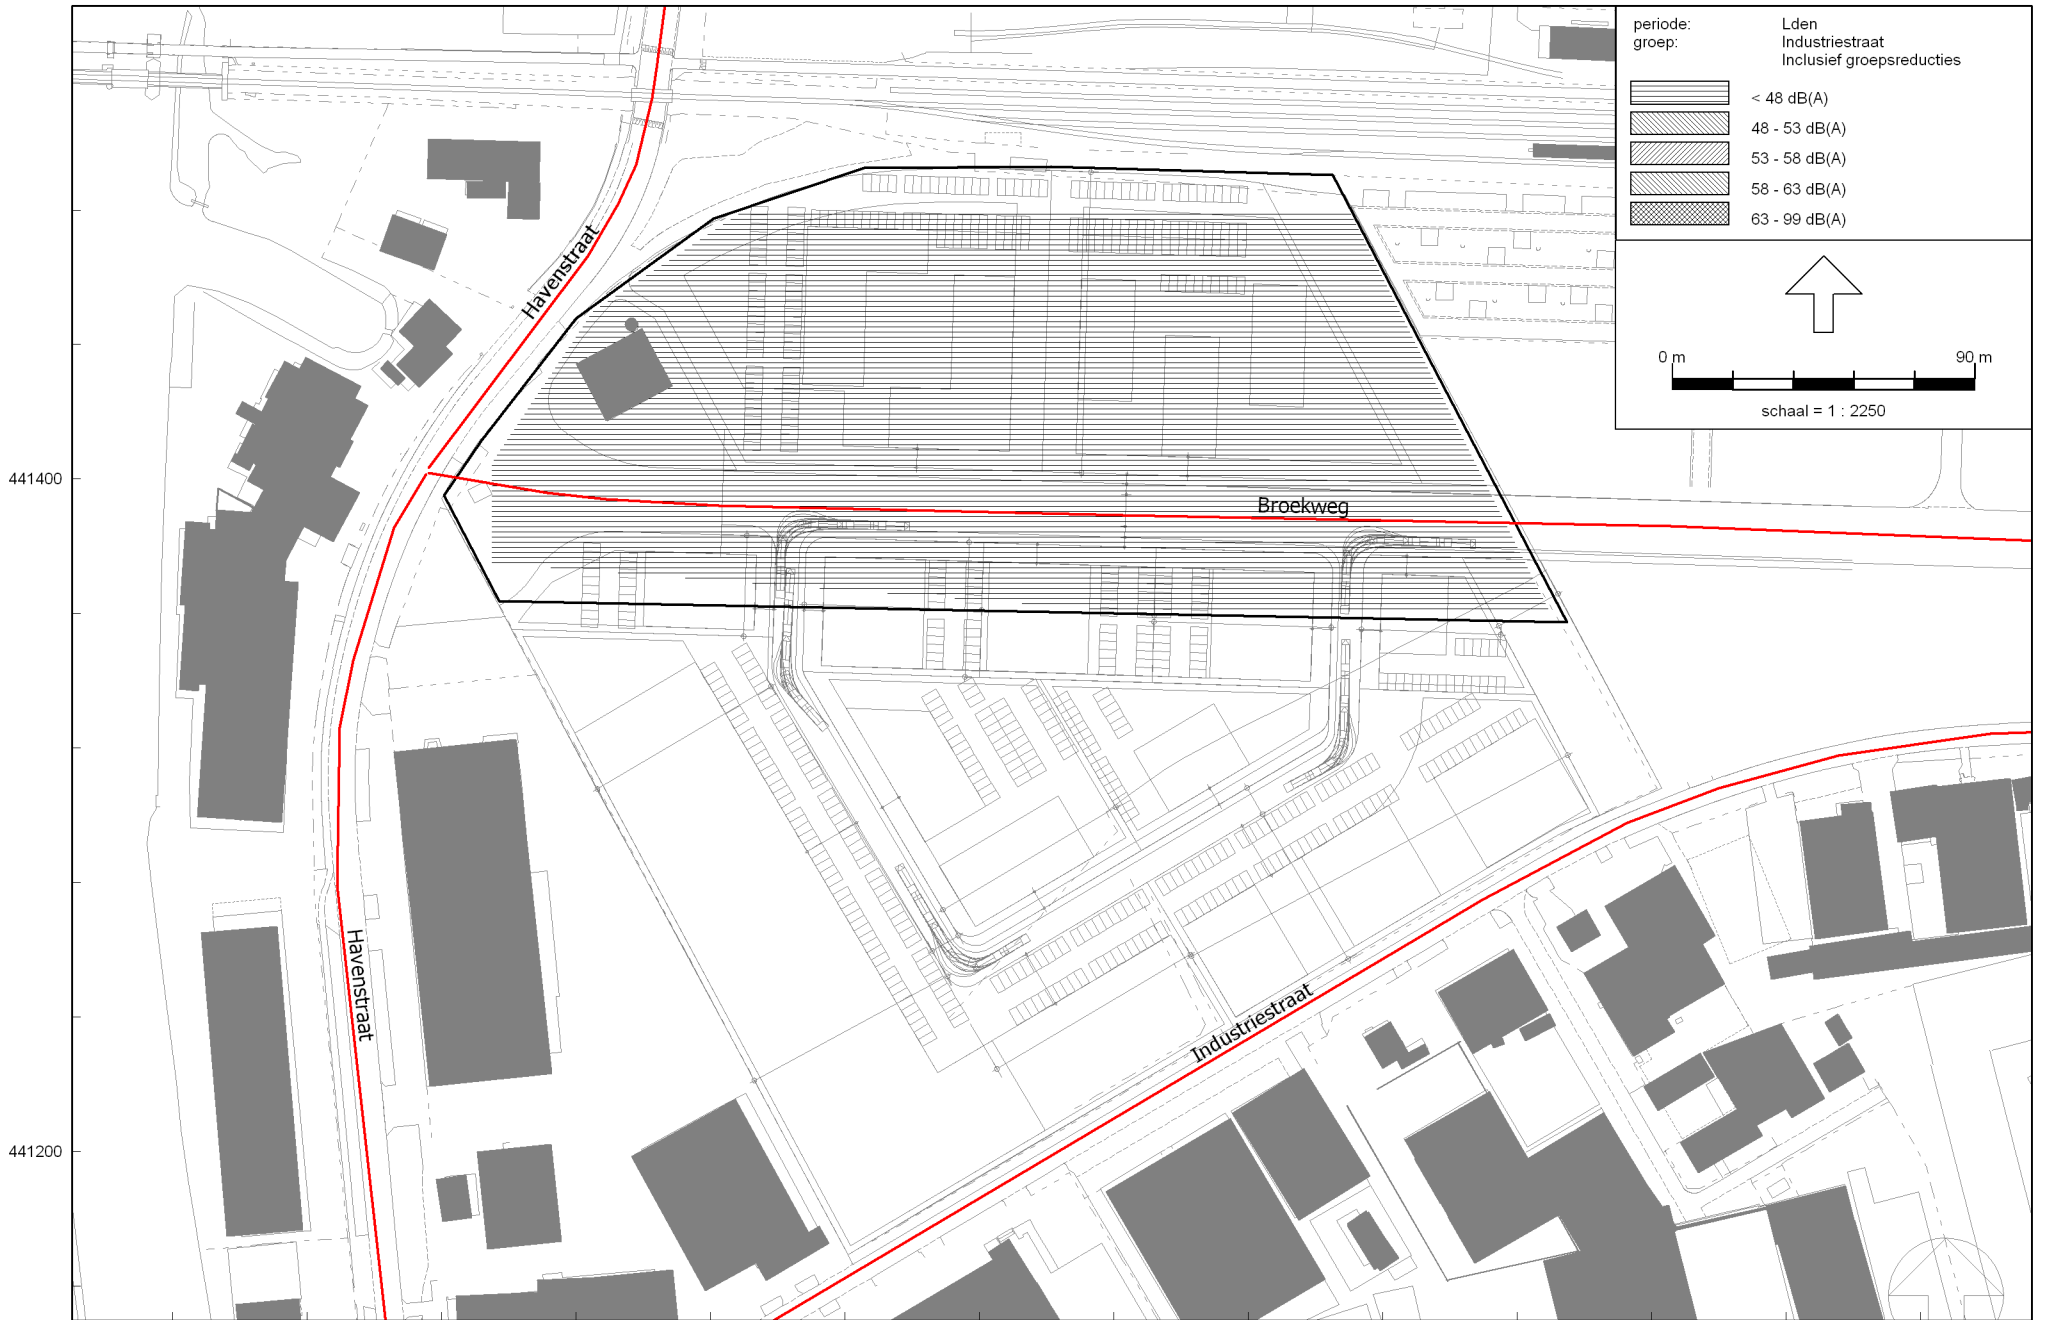 periode: Lden
groep: Industriestraat
Inclusief groepsreducties
< 48 dB(A)
48 - 53 dB(A)
53 - 58 dB(A)
58 - 63 dB(A)
63 - 99 dB(A)
0 m 90 m
schaal = 1 : 2250
Havenstraat
441400
Broekweg
Havenstraat
Industriestraat
441200